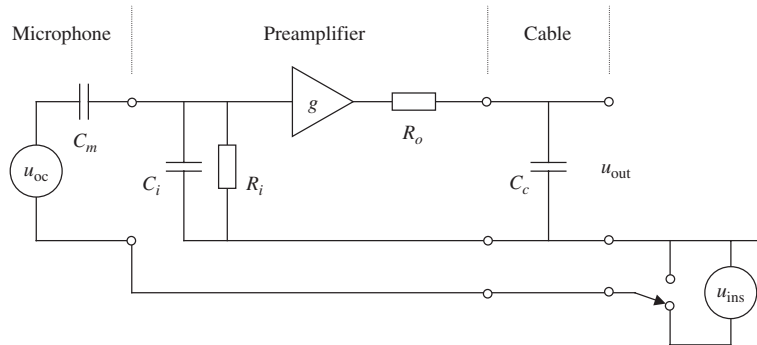 Microphone
Preamplifier
Cable
g
C_m
R_o
u_oc
C_i
R_i
C_c
u_out
u_ins